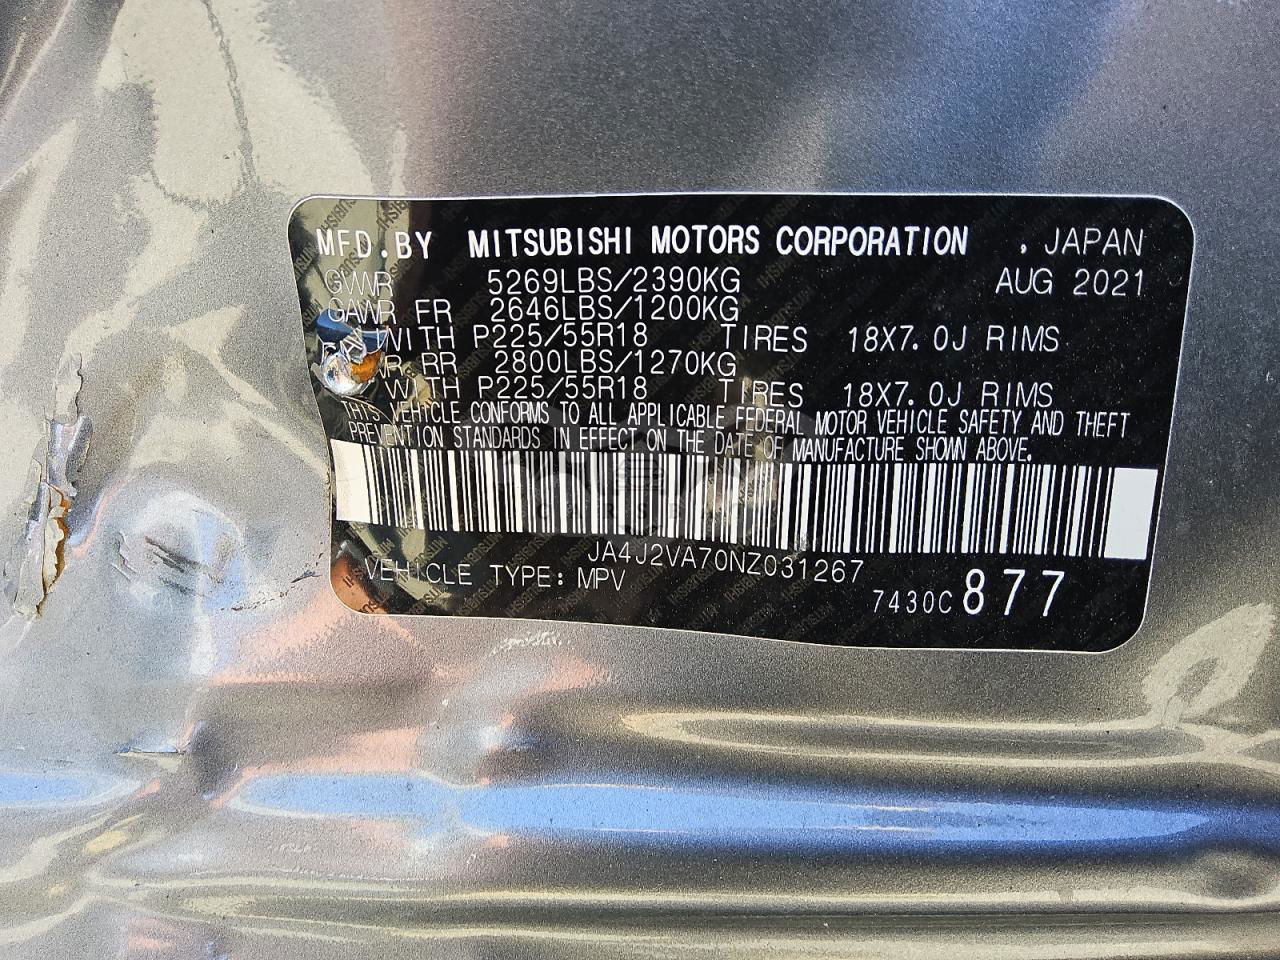 MFD.BY MITSUBISHI MOTORS CORPORATION . JAPAN
GVWR 5269LBS/2390KG AUG 2021
GAWR FR 2646LBS/1200KG
WITH P225/55R18 TIRES 18X7.0J RIMS
RR 2800LBS/1270KG
WITH P225/55R18 TIRES 18X7.0J RIMS
THIS VEHICLE CONFORMS TO ALL APPLICABLE FEDERAL MOTOR VEHICLE SAFETY AND THEFT
PREVENTION STANDARDS IN EFFECT ON THE DATE OF MANUFACTURE SHOWN ABOVE.
JA4J2VA70NZ031267
VEHICLE TYPE: MPV
7430C 877